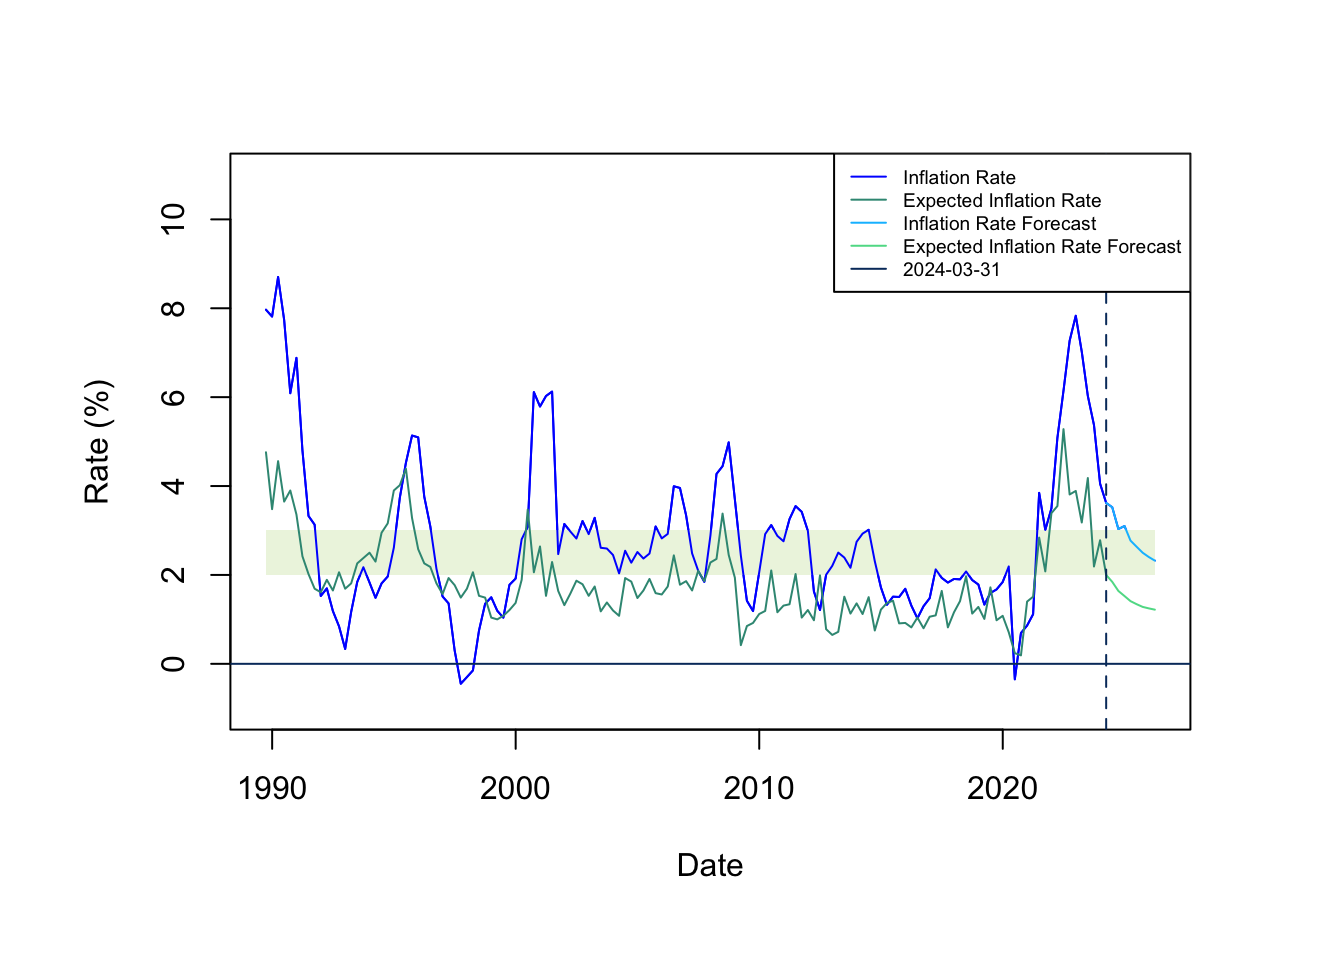 Inflation Rate
Expected Inflation Rate
Inflation Rate Forecast
Expected Inflation Rate Forecast
2024-03-31
Rate (%)
10
8
6
4
2
0
1990 2000 2010 2020
Date